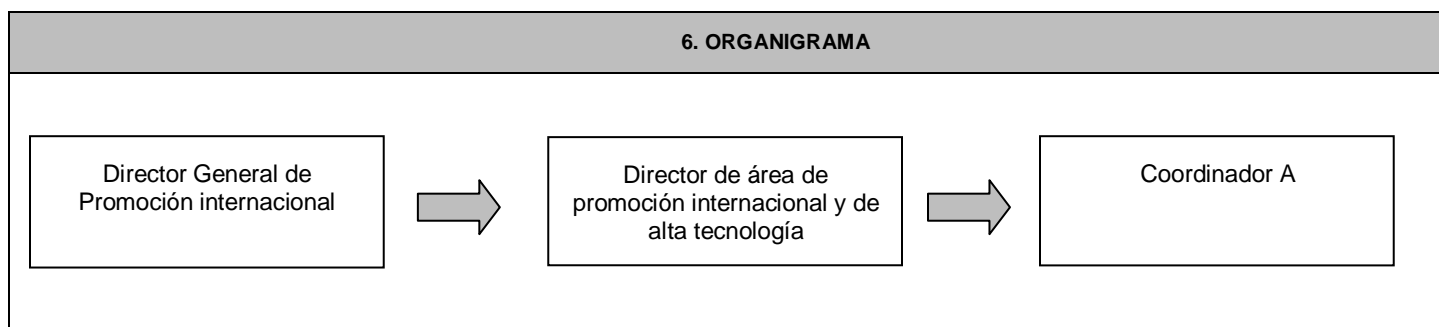 6. ORGANIGRAMA
Director General de
Promoción internacional
Director de área de
promoción internacional y de
alta tecnología
Coordinador A